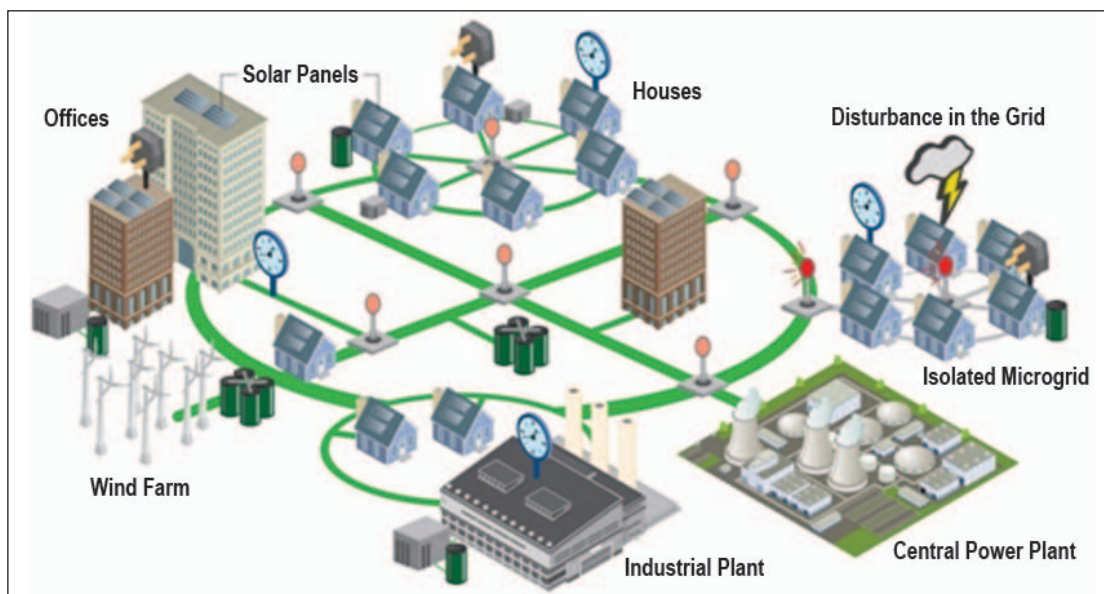 Solar Panels
Houses
Offices
Disturbance in the Grid
Isolated Microgrid
Wind Farm
Central Power Plant
Industrial Plant